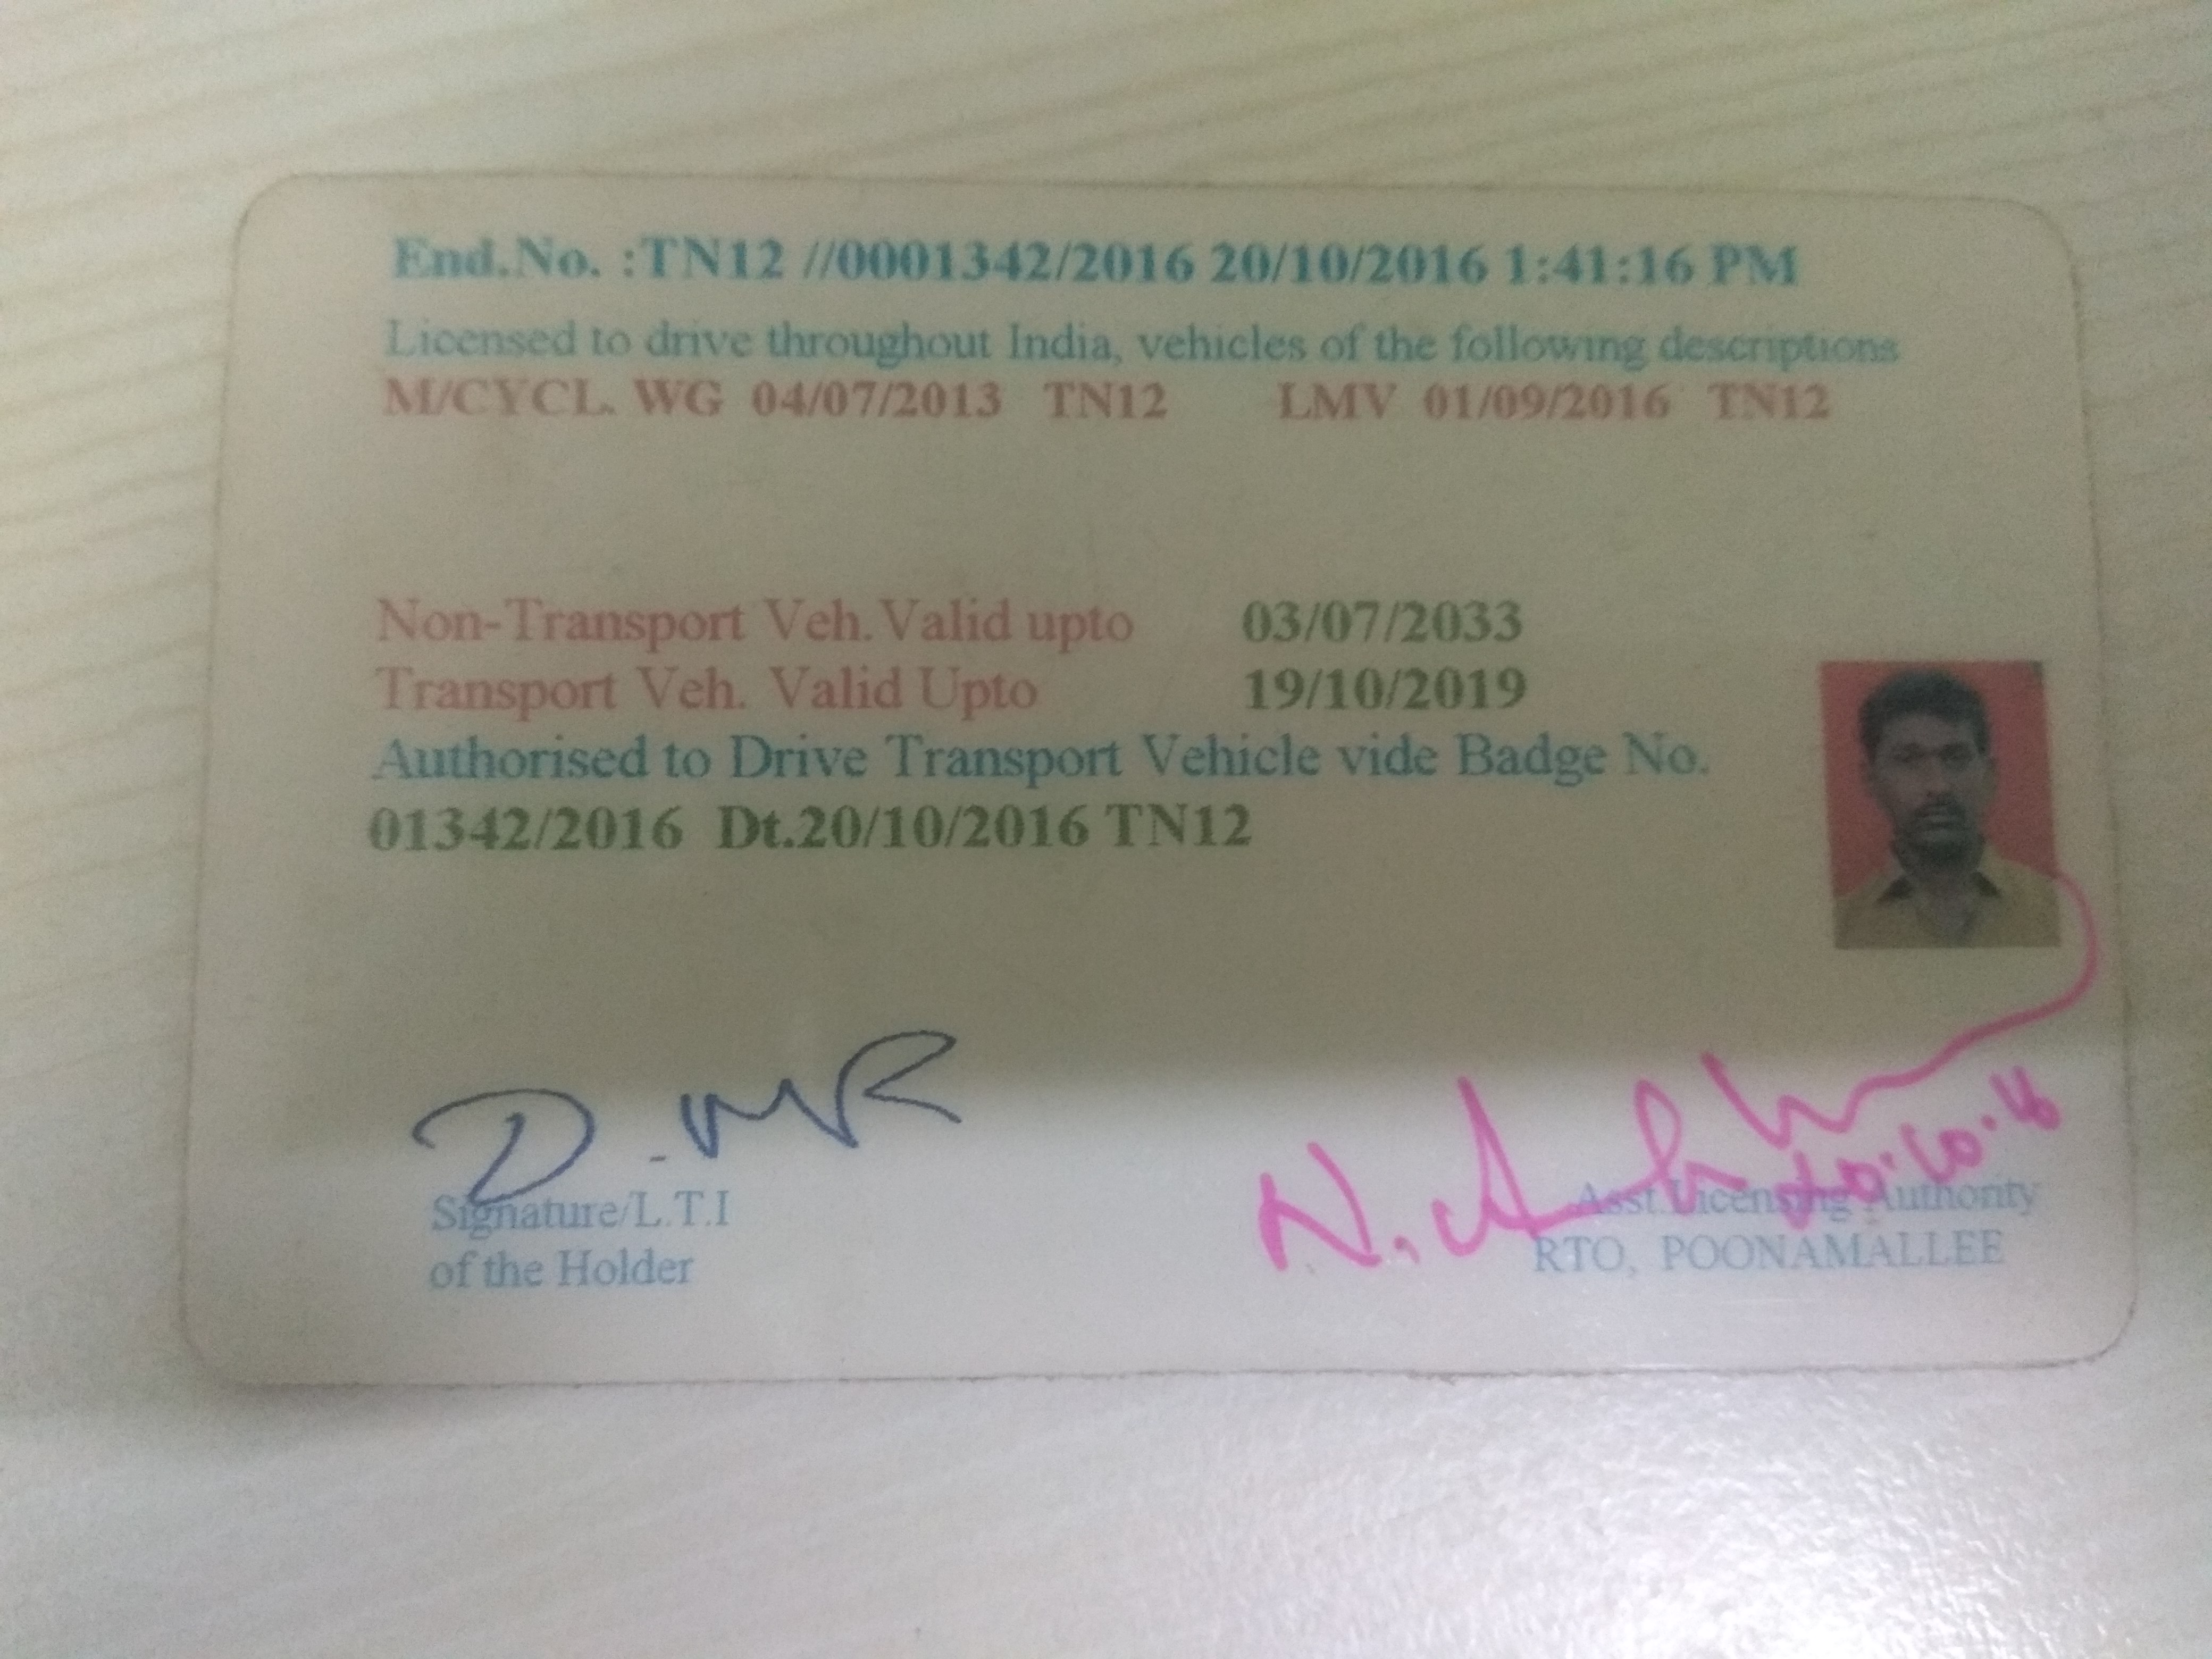 End.No. :TN12 //0001342/2016 20/10/2016 1:41:16 PM
Licensed to drive throughout India, vehicles of the following descriptions
M/CYCL. WG 04/07/2013 TN12 LMV 01/09/2016 TN12
Non-Transport Veh. Valid upto 03/07/2033
Transport Veh. Valid Upto 19/10/2019
Authorised to Drive Transport Vehicle vide Badge No.
01342/2016 Dt.20/10/2016 TN12
20.10.16
Signature/L.T.I
of the Holder
Asst.Licensing Authority
RTO, POONAMALLEE